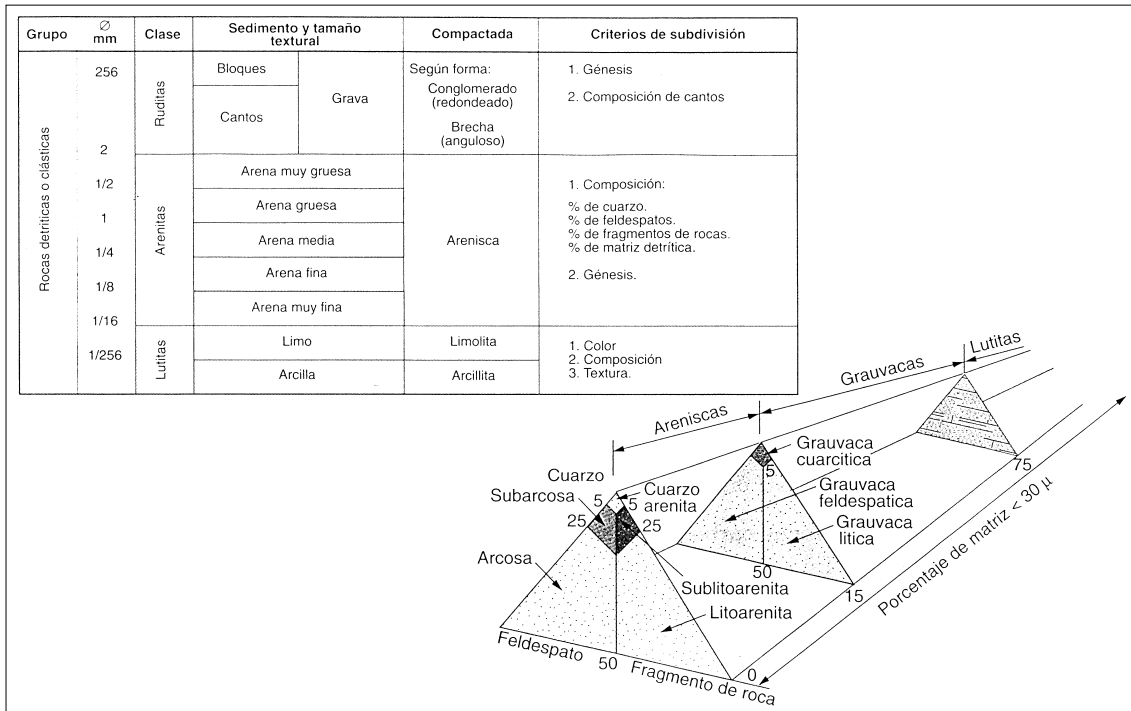 Grupo
Ø
mm
Clase
Sedimento y tamaño
textural
Compactada
Criterios de subdivisión
Rocas detríticas o clásticas
256
2
1/2
1
1/4
1/8
1/16
1/256
Ruditas
Bloques
Cantos
Grava
Según forma:
Conglomerado
(redondeado)
Brecha
(anguloso)
1. Génesis
2. Composición de cantos
Arenitas
Arena muy gruesa
Arena gruesa
Arena media
Arena fina
Arena muy fina
Arenisca
1. Composición:
% de cuarzo.
% de feldespatos.
% de fragmentos de rocas.
% de matriz detrítica.
2. Génesis.
Lutitas
Limo
Arcilla
Limolita
Arcillita
1. Color
2. Composición
3. Textura.
Lutitas
Grauvacas
Areniscas
Grauvaca
cuarcitica
5
75
Cuarzo
Subarcosa
5
5
Cuarzo
arenita
25
25
Grauvaca
feldespatica
Grauvaca
litica
Arcosa
50
Sublitoarenita
15
Litoarenita
Porcentaje de matriz < 30 µ
Feldespato
50
Fragmento de roca
0